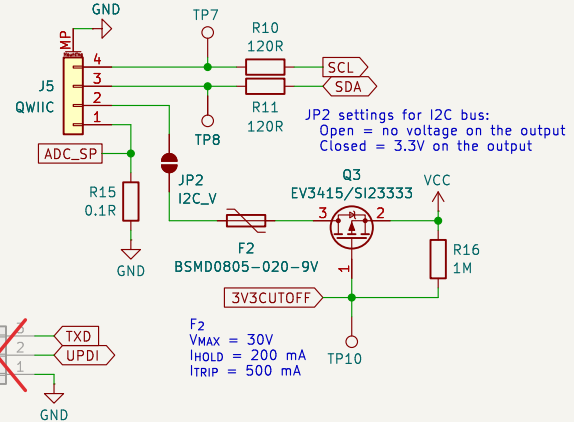 GND
TP7
R10
120R
MP
4
SCL
3
SDA
J5
QWIIC
2
1
R11
120R
TP8
JP2 settings for I2C bus:
Open = no voltage on the output
Closed = 3.3V on the output
ADC_SP
JP2
I2C_V
Q3
EV3415/SI23333
VCC
R15
0.1R
3
2
F2
BSMD0805-020-9V
R16
1M
GND
1
3V3CUTOFF
F2
VMAX = 30V
IHOLD = 200 mA
ITRIP = 500 mA
TP10
3
TXD
2
UPDI
1
GND